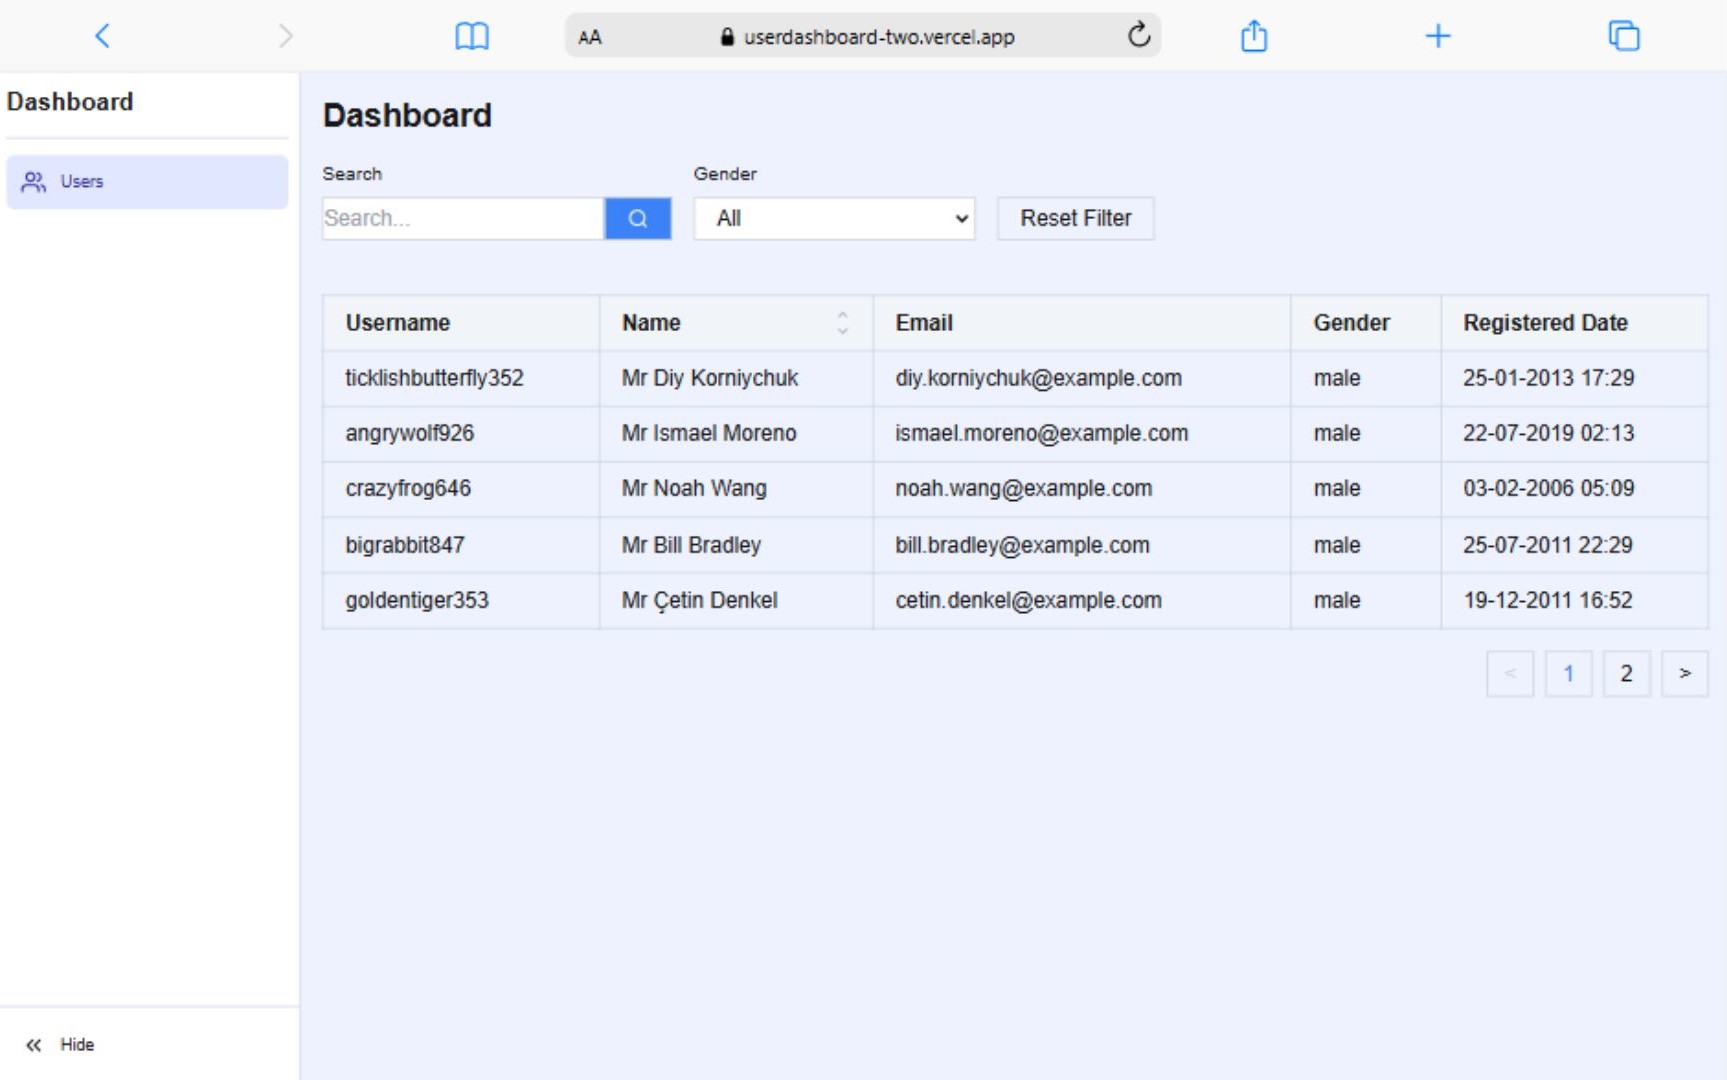 AA userdashboard-two.vercel.app
Dashboard
Users
Dashboard
Search Gender
Search... All Reset Filter
Username Name Email Gender Registered Date
ticklishbutterfly352 Mr Diy Korniychuk diy.korniychuk@example.com male 25-01-2013 17:29
angrywolf926 Mr Ismael Moreno ismael.moreno@example.com male 22-07-2019 02:13
crazyfrog646 Mr Noah Wang noah.wang@example.com male 03-02-2006 05:09
bigrabbit847 Mr Bill Bradley bill.bradley@example.com male 25-07-2011 22:29
goldentiger353 Mr Çetin Denkel cetin.denkel@example.com male 19-12-2011 16:52
< 1 2 >
Hide